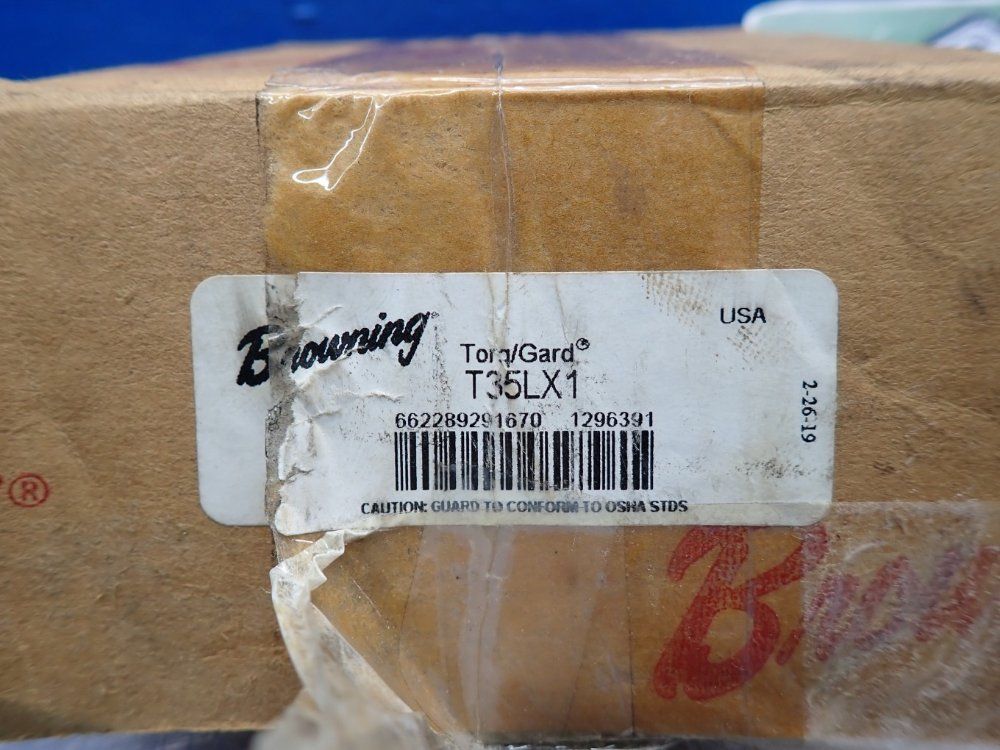 Browning
USA
Torq/Gard®
T35LX1
662289291670 1296391
2-26-19
CAUTION: GUARD TO CONFORM TO OSHA STDS
®